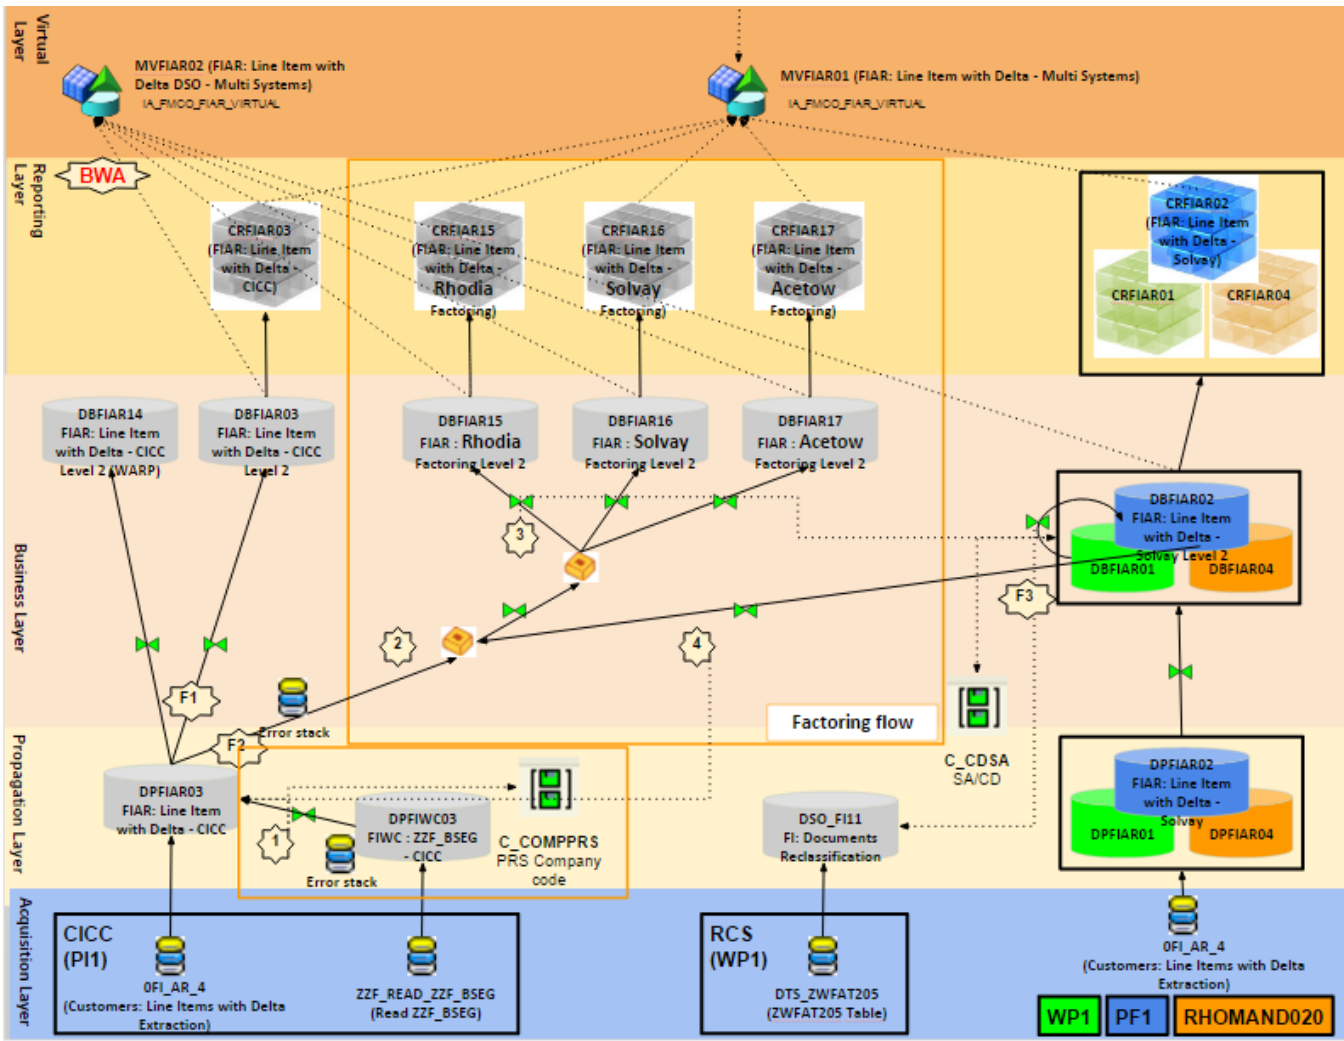 Virtual
Layer
MVFIAR02 (FIAR: Line Item with
Delta DSO - Multi Systems)
IA_FMCO_FIAR_VIRTUAL
MVFIAR01 (FIAR: Line Item with Delta - Multi Systems)
IA_FMCO_FIAR_VIRTUAL
Reporting
Layer
BWA
CRFIAR03
(FIAR: Line Item
with Delta -
CICC)
CRFIAR15
(FIAR: Line Item
with Delta -
Rhodia
Factoring)
CRFIAR16
(FIAR: Line Item
with Delta -
Solvay
Factoring)
CRFIAR17
(FIAR: Line Item
with Delta -
Acetow
Factoring)
CRFIAR02
(FIAR: Line Item
with Delta -
Solvay)
CRFIAR01
CRFIAR04
Business Layer
DBFIAR14
FIAR: Line Item
with Delta - CICC
Level 2 (WARP)
DBFIAR03
FIAR: Line Item
with Delta - CICC
Level 2
DBFIAR15
FIAR : Rhodia
Factoring Level 2
DBFIAR16
FIAR : Solvay
Factoring Level 2
DBFIAR17
FIAR : Acetow
Factoring Level 2
DBFIAR02
FIAR: Line Item
with Delta -
Solvay Level 2
DBFIAR01
DBFIAR04
3
F3
2
4
F1
Error stack
F2
Factoring flow
C_CDSA
SA/CD
Propagation Layer
DPFIAR03
FIAR: Line Item
with Delta - CICC
1
DPFIWC03
FIWC : ZZF_BSEG
- CICC
Error stack
C_COMPPRS
PRS Company
code
DSO_FI11
FI: Documents
Reclassification
DPFIAR02
FIAR: Line Item
with Delta -
Solvay
DPFIAR01
DPFIAR04
Acquisition Layer
CICC
(PI1)
0FI_AR_4
(Customers: Line Items with Delta
Extraction)
ZZF_READ_ZZF_BSEG
(Read ZZF_BSEG)
RCS
(WP1)
DTS_ZWFAT205
(ZWFAT205 Table)
0FI_AR_4
(Customers: Line Items with Delta
Extraction)
WP1
PF1
RHOMAND020